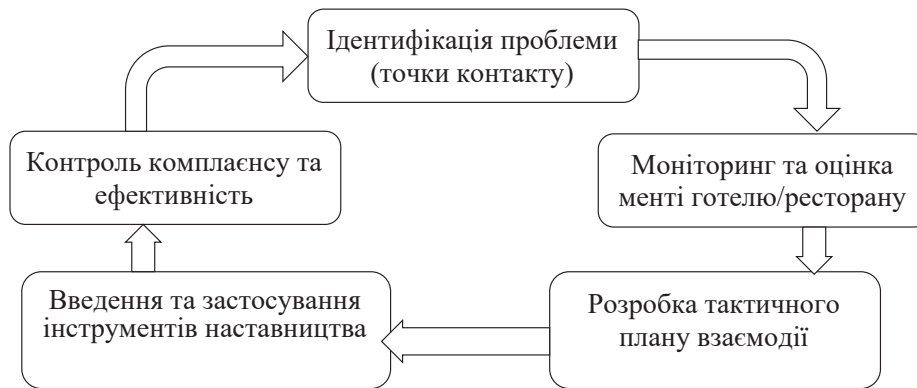 Ідентифікація проблеми
(точки контакту)
Контроль комплаєнсу та
ефективність
Моніторинг та оцінка
менті готелю/ресторану
Введення та застосування
інструментів наставництва
Розробка тактичного
плану взаємодії